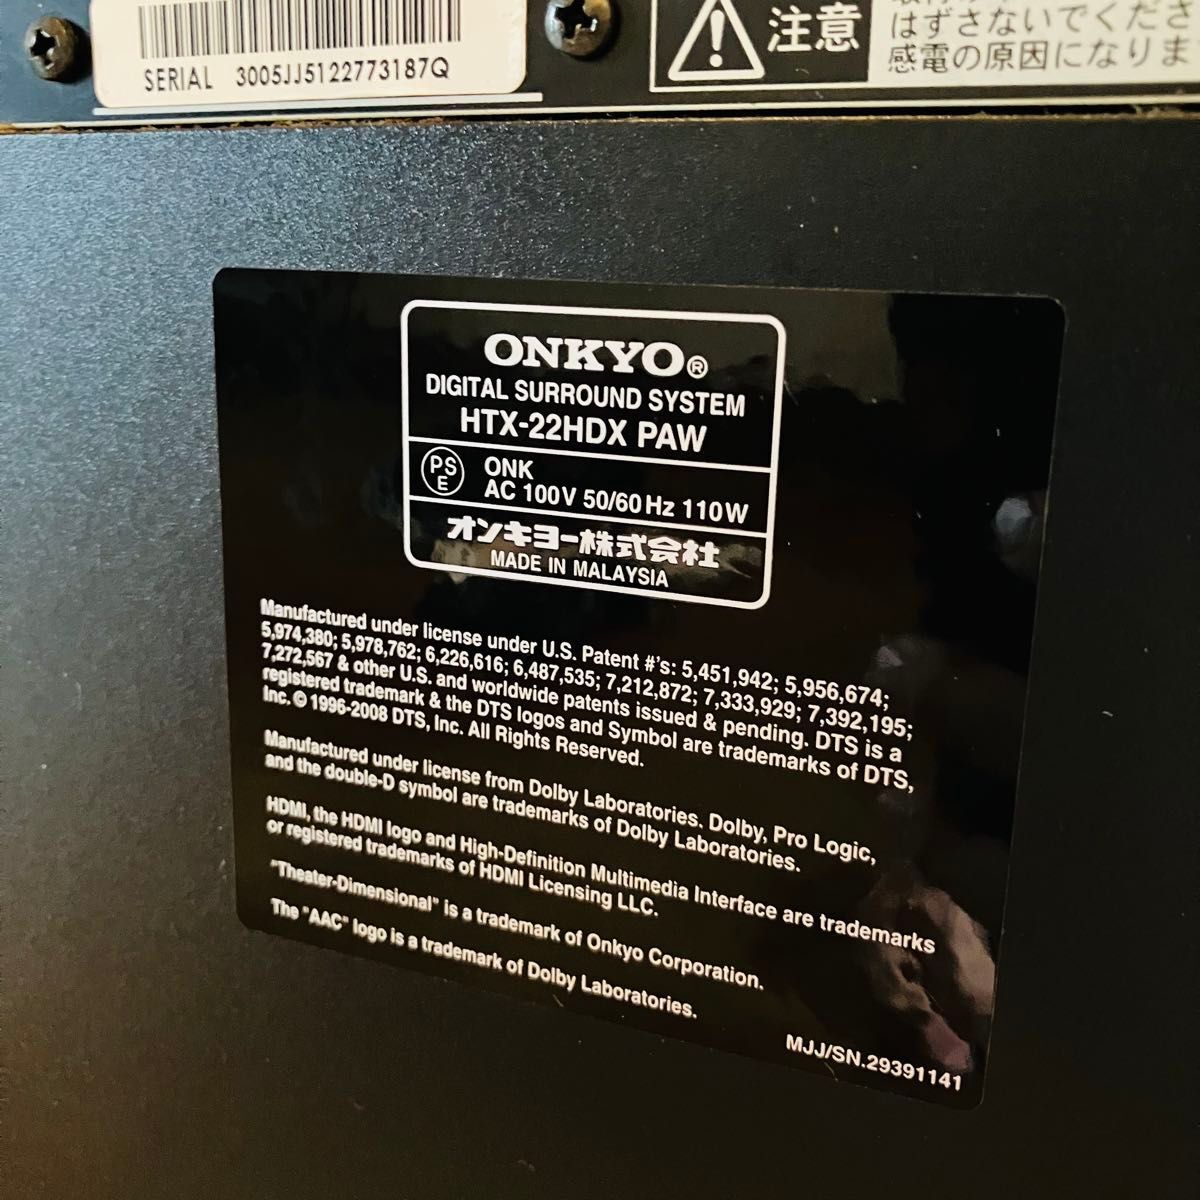 SERIAL 3005JJ5122773187Q
注意
はずさないでくださ
感電の原因になりま
ONKYO®
DIGITAL SURROUND SYSTEM
HTX-22HDX PAW
PSE ONK
AC 100V 50/60Hz 110W
オンキヨー株式会社
MADE IN MALAYSIA
Manufactured under license under U.S. Patent #'s: 5,451,942; 5,956,674;
5,974,380; 5,978,762; 6,226,616; 6,487,535; 7,212,872; 7,333,929; 7,392,195;
7,272,567 & other U.S. and worldwide patents issued & pending. DTS is a
registered trademark & the DTS logos and Symbol are trademarks of DTS,
Inc. © 1996-2008 DTS, Inc. All Rights Reserved.
Manufactured under license from Dolby Laboratories. Dolby, Pro Logic,
and the double-D symbol are trademarks of Dolby Laboratories.
HDMI, the HDMI logo and High-Definition Multimedia Interface are trademarks
or registered trademarks of HDMI Licensing LLC.
"Theater-Dimensional" is a trademark of Onkyo Corporation.
The "AAC" logo is a trademark of Dolby Laboratories.
MJJ/SN.29391141